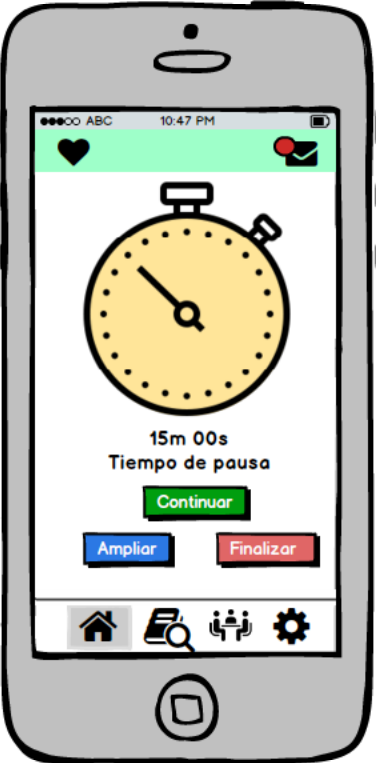 ABC 10:47 PM
15m 00s
Tiempo de pausa
Continuar
Ampliar Finalizar